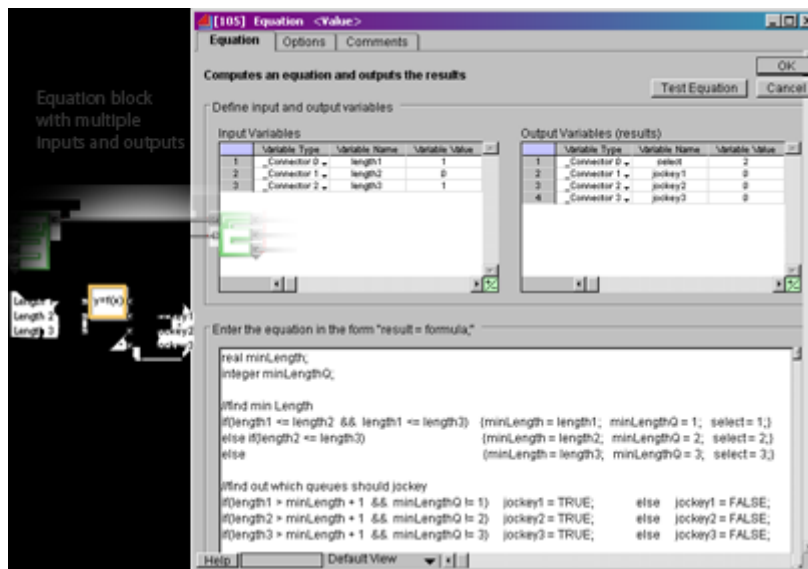 [105] Equation <Value>
Equation Options Comments
Computes an equation and outputs the results
OK
Test Equation Cancel
Equation block
with multiple
inputs and outputs
Define input and output variables
Input Variables
Variable Type Variable Name Variable Value
1 _Connector 0 length1 1
2 _Connector 1 length2 0
3 _Connector 2 length3 1
Output Variables (results)
Variable Type Variable Name Variable Value
1 _Connector 0 select 2
2 _Connector 1 jockey1 0
3 _Connector 2 jockey2 0
4 _Connector 3 jockey3 0
y=f(x)
Length 2
Length 3
Enter the equation in the form "result = formula;"
real minLength;
integer minLengthQ;
//find min Length
if(length1 <= length2 && length1 <= length3) {minLength = length1; minLengthQ = 1; select = 1;}
else if(length2 <= length3) {minLength = length2; minLengthQ = 2; select = 2;}
else {minLength = length3; minLengthQ = 3; select = 3;}
//find out which queues should jockey
if(length1 > minLength + 1 && minLengthQ != 1) jockey1 = TRUE; else jockey1 = FALSE;
if(length2 > minLength + 1 && minLengthQ != 2) jockey2 = TRUE; else jockey2 = FALSE;
if(length3 > minLength + 1 && minLengthQ != 3) jockey3 = TRUE; else jockey3 = FALSE;
Help Default View